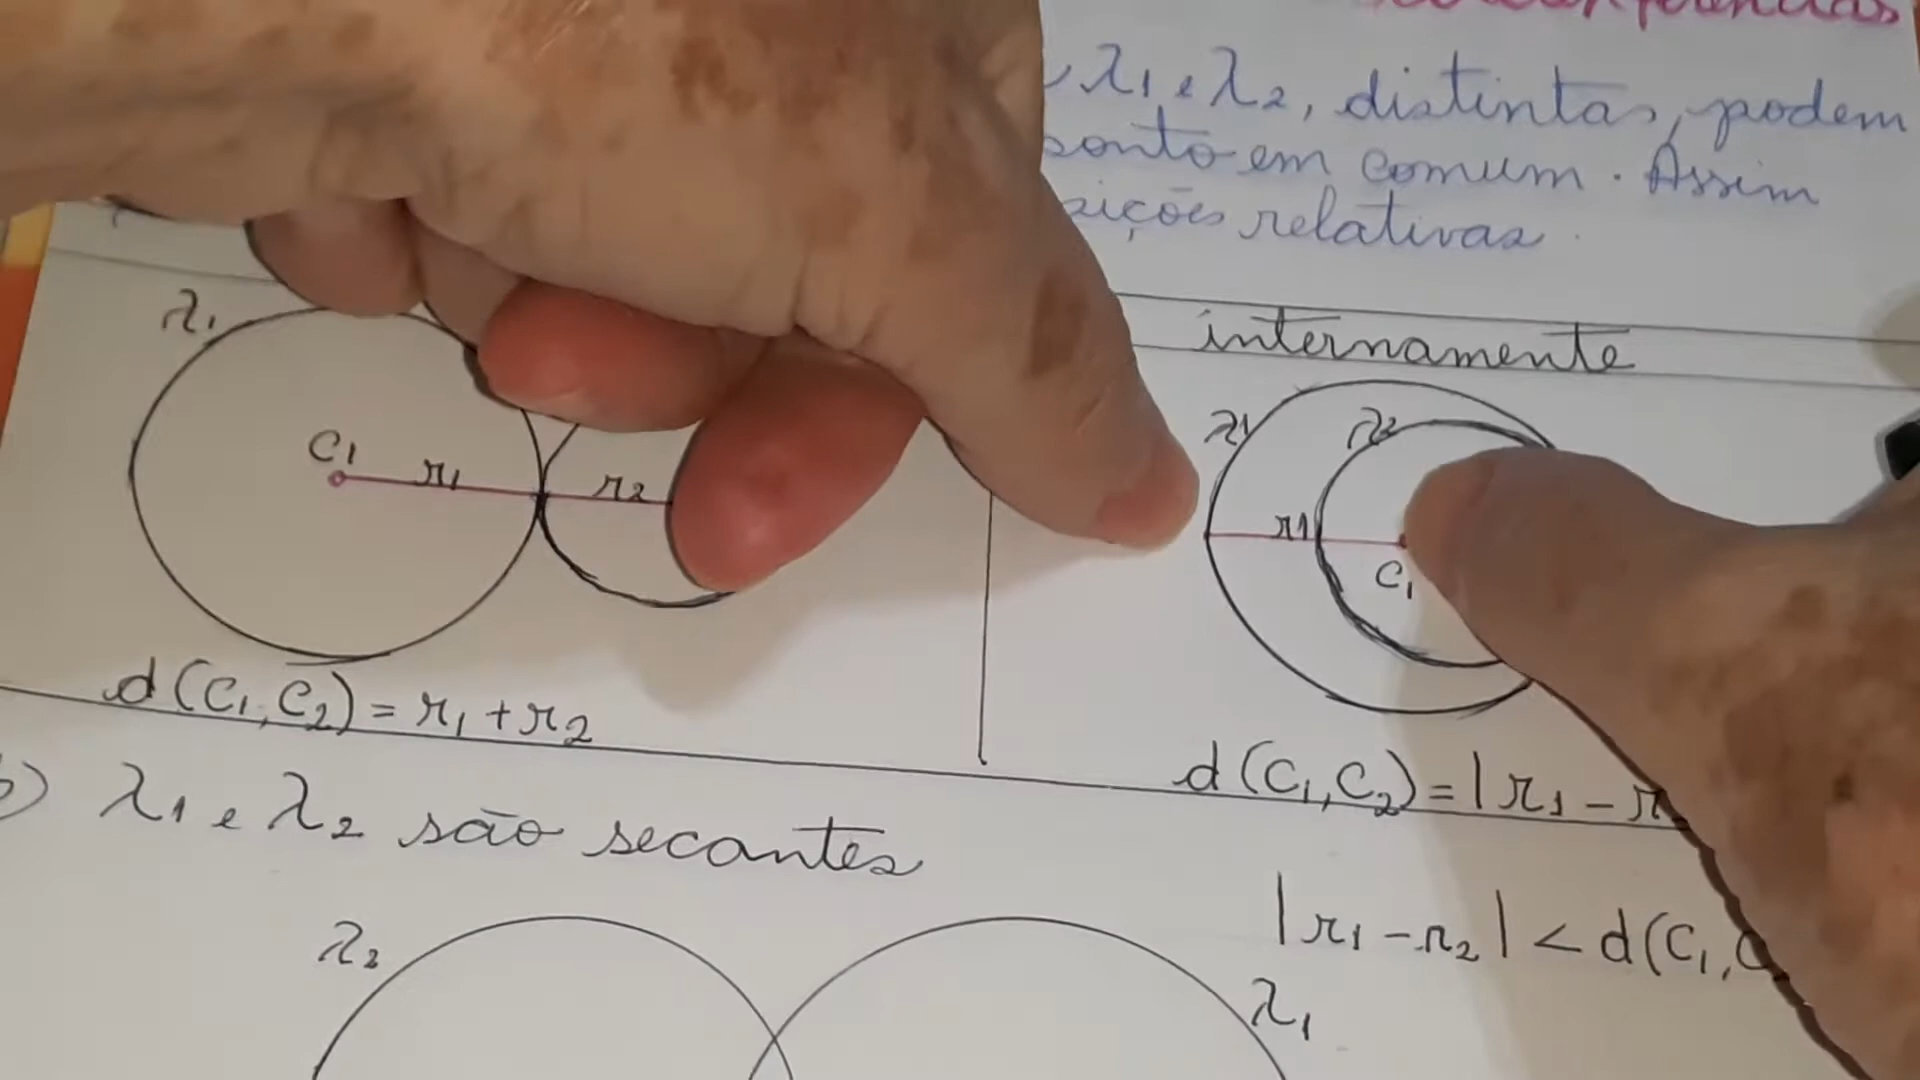 λ1 e λ2, distintas, podem
ponto em comum. Assim
relativas.
internamente
λ1
λ1
λ2
C1
r1
r2
r1
C1
d(C1,C2) = r1 + r2
d(C1,C2) = |r1 - r
b) λ1 e λ2 são secantes
|r1 - r2| < d(C1,C
λ2
λ1